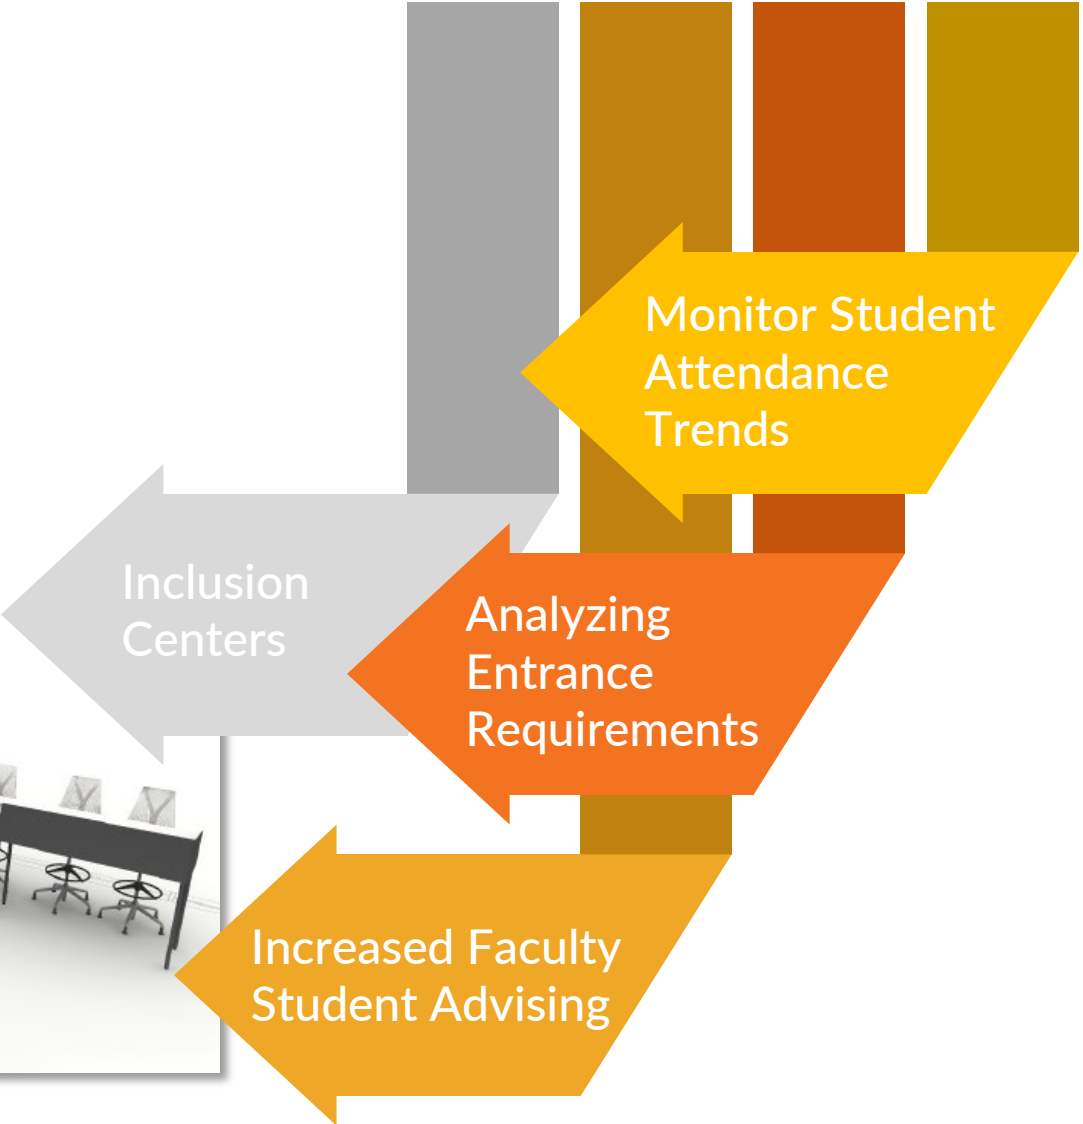 Monitor Student
Attendance
Trends
Inclusion
Centers
Analyzing
Entrance
Requirements
Increased Faculty
Student Advising